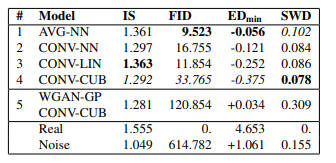 # Model IS FID EDmin SWD
1 AVG-NN 1.361 9.523 -0.056 0.102
2 CONV-NN 1.297 16.755 -0.121 0.084
3 CONV-LIN 1.363 11.854 -0.252 0.086
4 CONV-CUB 1.292 33.765 -0.375 0.078
5 WGAN-GP CONV-CUB 1.281 120.854 +0.034 0.309
Real 1.555 0. 4.653 0.
Noise 1.049 614.782 +1.061 0.155